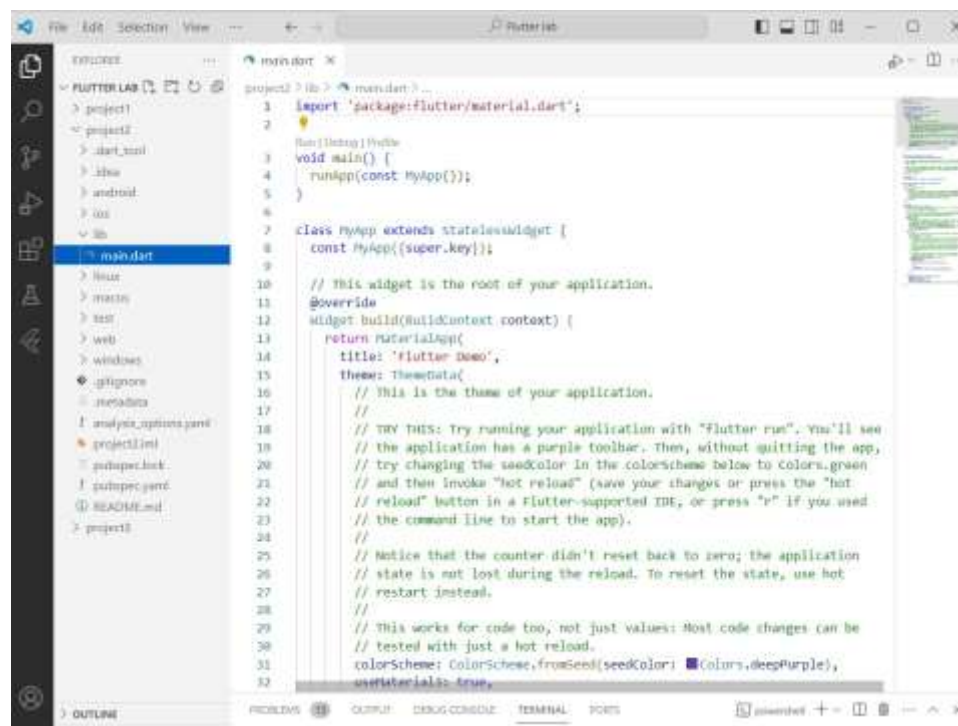 File Edit Selection View ... Flutter lab
EXPLORER ...
FLUTTER LAB
project1
project2
.dart_tool
.idea
android
ios
lib
main.dart
linux
macos
test
web
windows
.gitignore
.metadata
analysis_options.yaml
project2.iml
pubspec.lock
pubspec.yaml
README.md
project3
OUTLINE
main.dart
project2 > lib > main.dart > ...
1 import 'package:flutter/material.dart';
2
Run | Debug | Profile
3 void main() {
4 runApp(const MyApp());
5 }
6
7 class MyApp extends StatelessWidget {
8 const MyApp({super.key});
9
10 // This widget is the root of your application.
11 @override
12 Widget build(BuildContext context) {
13 return MaterialApp(
14 title: 'Flutter Demo',
15 theme: ThemeData(
16 // This is the theme of your application.
17 //
18 // TRY THIS: Try running your application with "flutter run". You'll see
19 // the application has a purple toolbar. Then, without quitting the app,
20 // try changing the seedColor in the colorScheme below to Colors.green
21 // and then invoke "hot reload" (save your changes or press the "hot
22 // reload" button in a Flutter-supported IDE, or press "r" if you used
23 // the command line to start the app).
24 //
25 // Notice that the counter didn't reset back to zero; the application
26 // state is not lost during the reload. To reset the state, use hot
27 // restart instead.
28 //
29 // This works for code too, not just values: Most code changes can be
30 // tested with just a hot reload.
31 colorScheme: ColorScheme.fromSeed(seedColor: Colors.deepPurple),
32 useMaterial3: true,
PROBLEMS OUTPUT DEBUG CONSOLE TERMINAL PORTS powershell